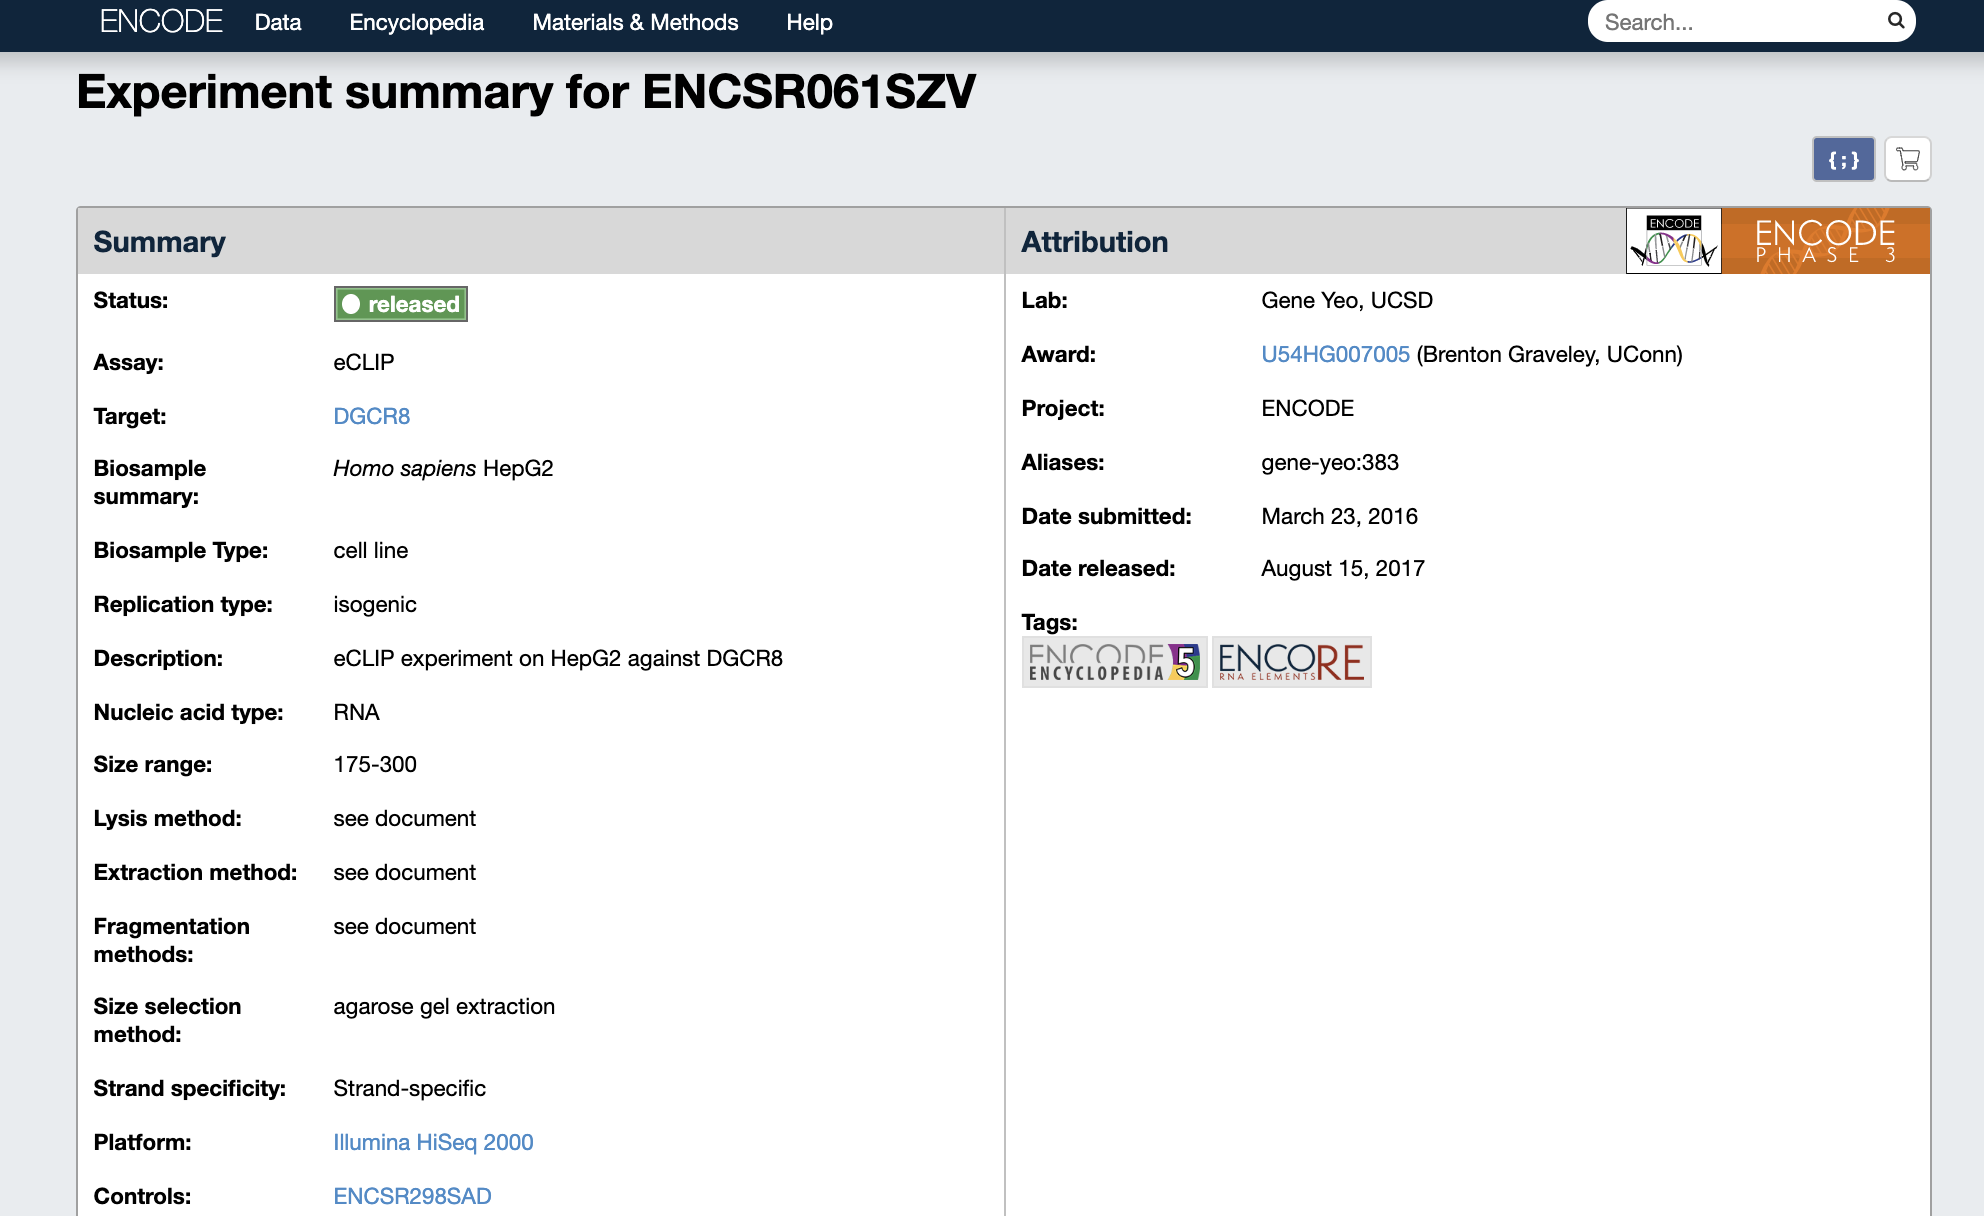 ENCODE Data Encyclopedia Materials & Methods Help Search...
Experiment summary for ENCSR061SZV
{;}
Summary
Status: released
Assay: eCLIP
Target: DGCR8
Biosample summary: Homo sapiens HepG2
Biosample Type: cell line
Replication type: isogenic
Description: eCLIP experiment on HepG2 against DGCR8
Nucleic acid type: RNA
Size range: 175-300
Lysis method: see document
Extraction method: see document
Fragmentation methods: see document
Size selection method: agarose gel extraction
Strand specificity: Strand-specific
Platform: Illumina HiSeq 2000
Controls: ENCSR298SAD
Attribution
ENCODE
ENCODE
PHASE 3
Lab: Gene Yeo, UCSD
Award: U54HG007005 (Brenton Graveley, UConn)
Project: ENCODE
Aliases: gene-yeo:383
Date submitted: March 23, 2016
Date released: August 15, 2017
Tags:
ENCODE
ENCYCLOPEDIA 5
ENCORE
RNA ELEMENTS